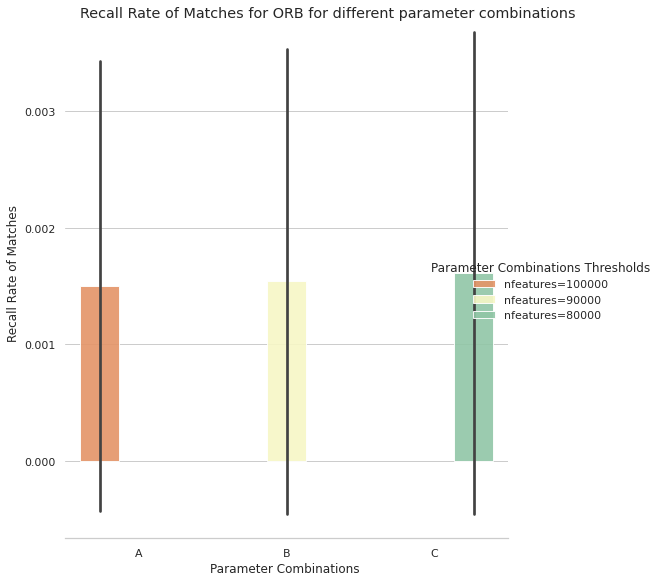 Recall Rate of Matches for ORB for different parameter combinations
0.003
0.002
0.001
0.000
Recall Rate of Matches
A
B
C
Parameter Combinations
Parameter Combinations Thresholds
nfeatures=100000
nfeatures=90000
nfeatures=80000